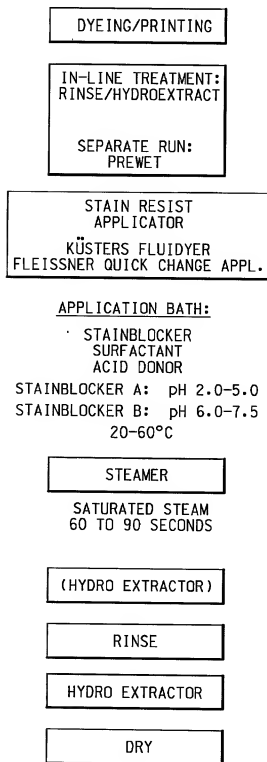 DYEING/PRINTING
IN-LINE TREATMENT:
RINSE/HYDROEXTRACT
SEPARATE RUN:
PREWET
STAIN RESIST
APPLICATOR
KÜSTERS FLUIDYER
FLEISSNER QUICK CHANGE APPL.
APPLICATION BATH:
STAINBLOCKER
SURFACTANT
ACID DONOR
STAINBLOCKER A: pH 2.0-5.0
STAINBLOCKER B: pH 6.0-7.5
20-60°C
STEAMER
SATURATED STEAM
60 TO 90 SECONDS
(HYDRO EXTRACTOR)
RINSE
HYDRO EXTRACTOR
DRY